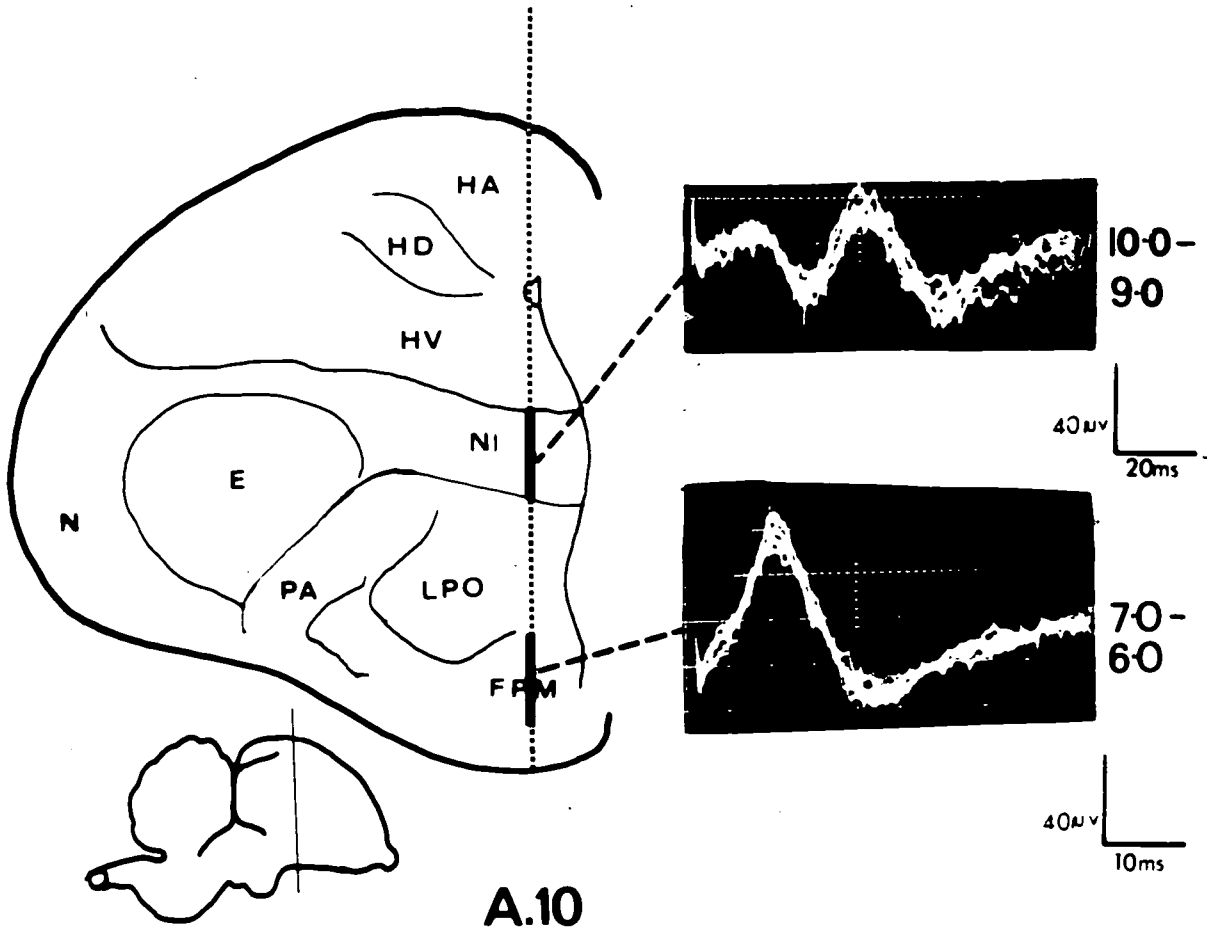 HA
HD
HV
NI
E
N
PA
LPO
FPM
10·0 –
9·0
40μv
20ms
7·0 –
6·0
40μv
10ms
A.10